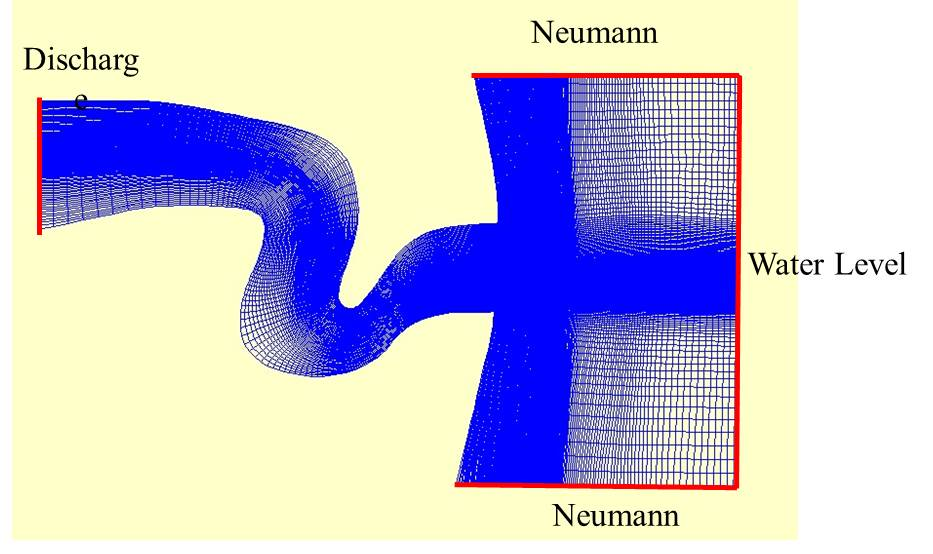 Neumann
Discharg
e
Water Level
Neumann